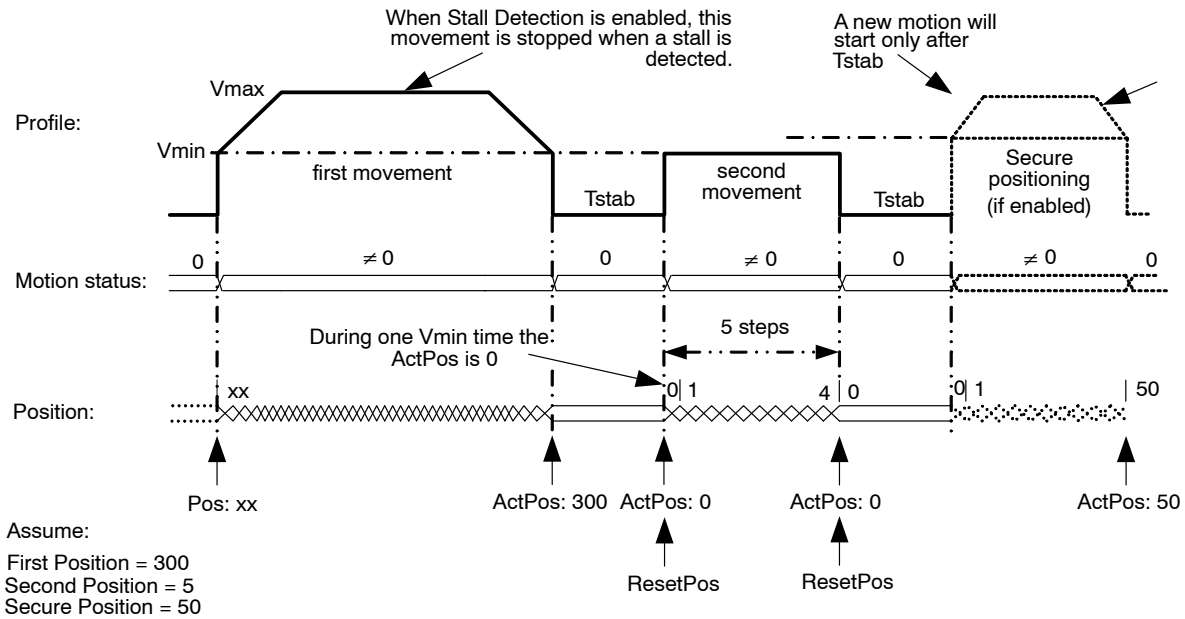 When Stall Detection is enabled, this
movement is stopped when a stall is
detected.
A new motion will
start only after
Tstab
Vmax
Profile:
Vmin
first movement
Tstab
second
movement
Tstab
Secure
positioning
(if enabled)
Motion status:
0
≠ 0
0
≠ 0
0
≠ 0
0
During one Vmin time the
ActPos is 0
5 steps
Position:
xx
0 1
4 0
0 1
50
Pos: xx
ActPos: 300
ActPos: 0
ActPos: 0
ActPos: 50
ResetPos
ResetPos
Assume:
First Position = 300
Second Position = 5
Secure Position = 50